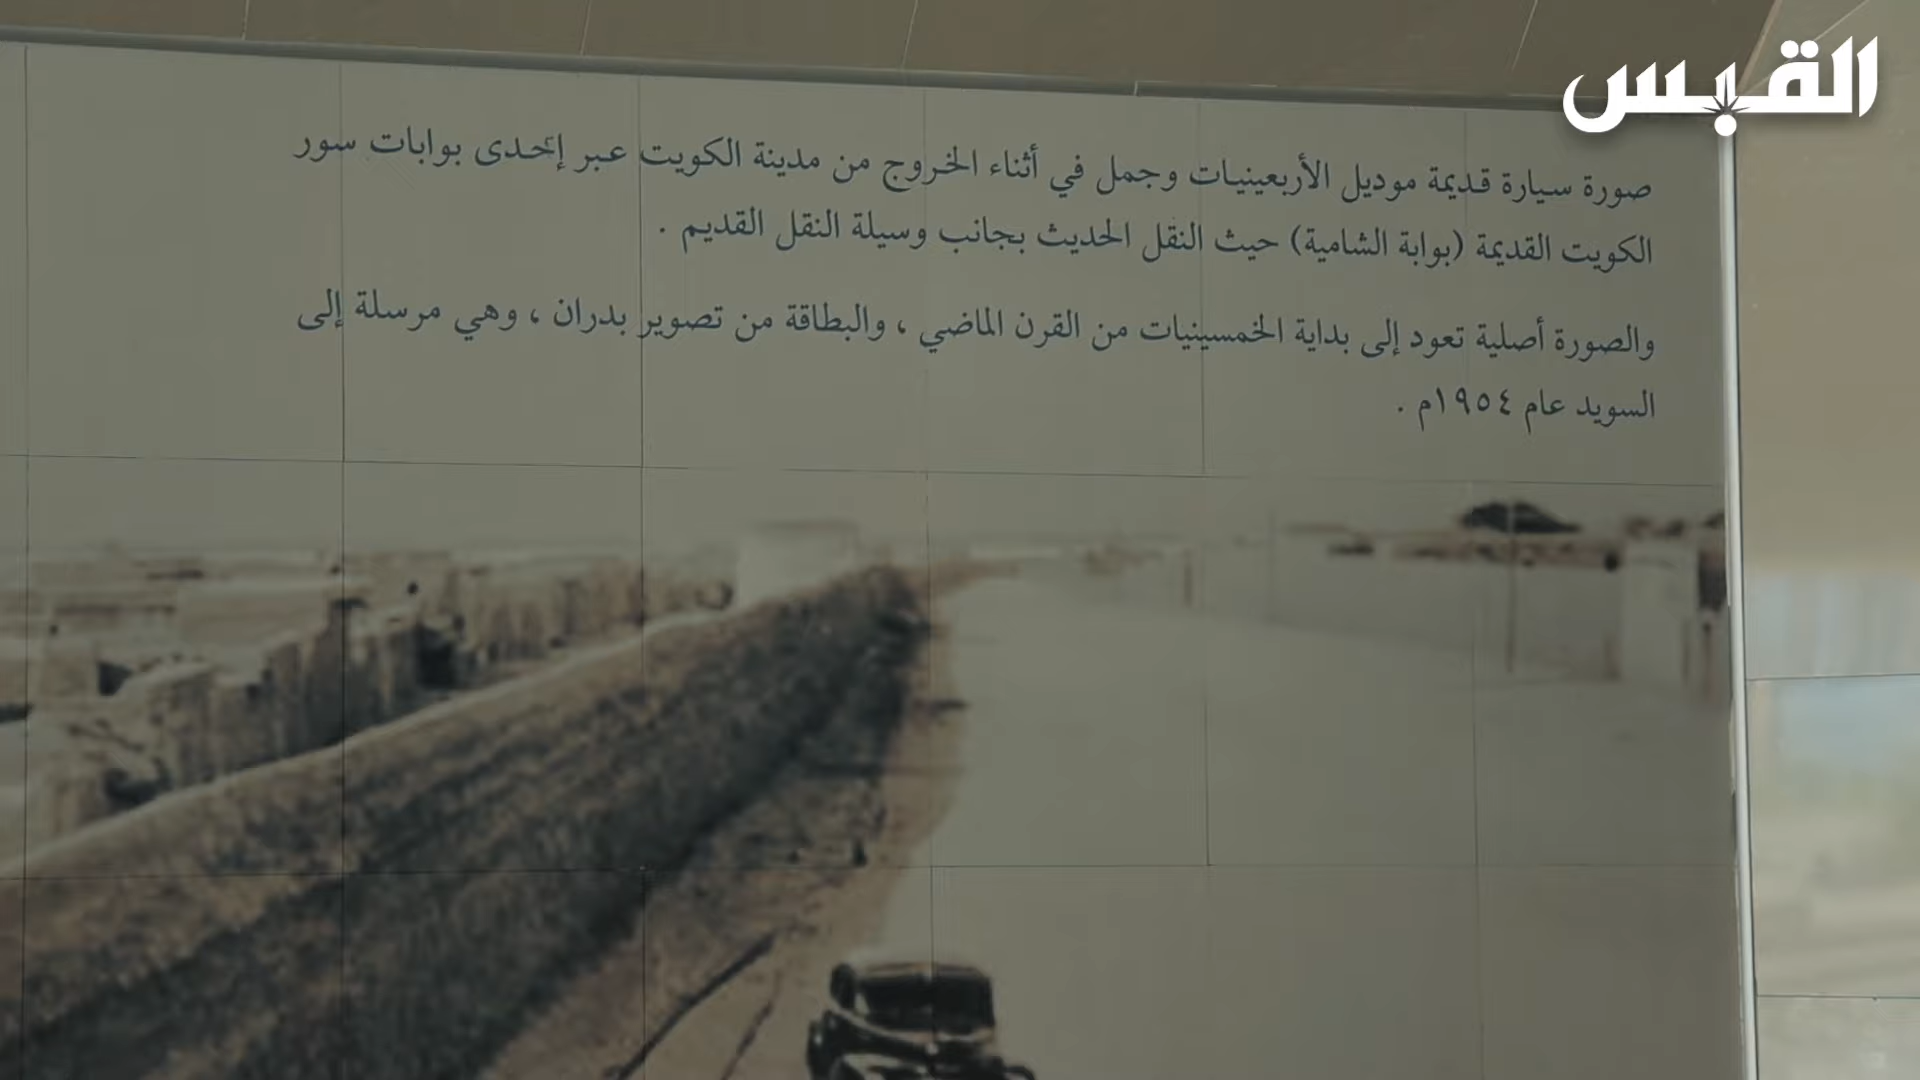 القبس
صورة سيارة قديمة موديل الأربعينيات وجمل في أثناء الخروج من مدينة الكويت عبر إحدى بوابات سور
الكويت القديمة (بوابة الشامية) حيث النقل الحديث بجانب وسيلة النقل القديم .
والصورة أصلية تعود إلى بداية الخمسينيات من القرن الماضي ، والبطاقة من تصوير بدران ، وهي مرسلة إلى
السويد عام ١٩٥٤م .